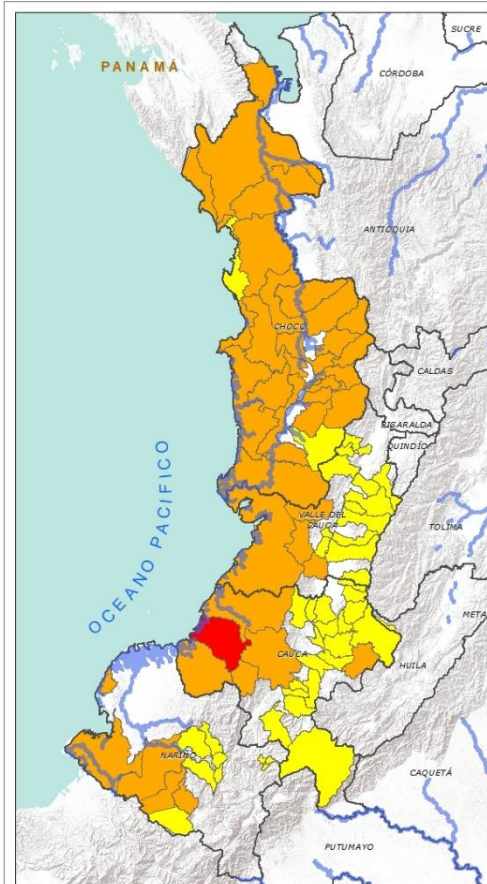 SUCRE
PANAMÁ
CÓRDOBA
ANTIOQUIA
CHOCÓ
CALDAS
RISARALDA
QUINDÍO
OCEANO PACÍFICO
VALLE DEL
CAUCA
TOLIMA
META
CAUCA
HUILA
NARIÑO
CAQUETÁ
PUTUMAYO